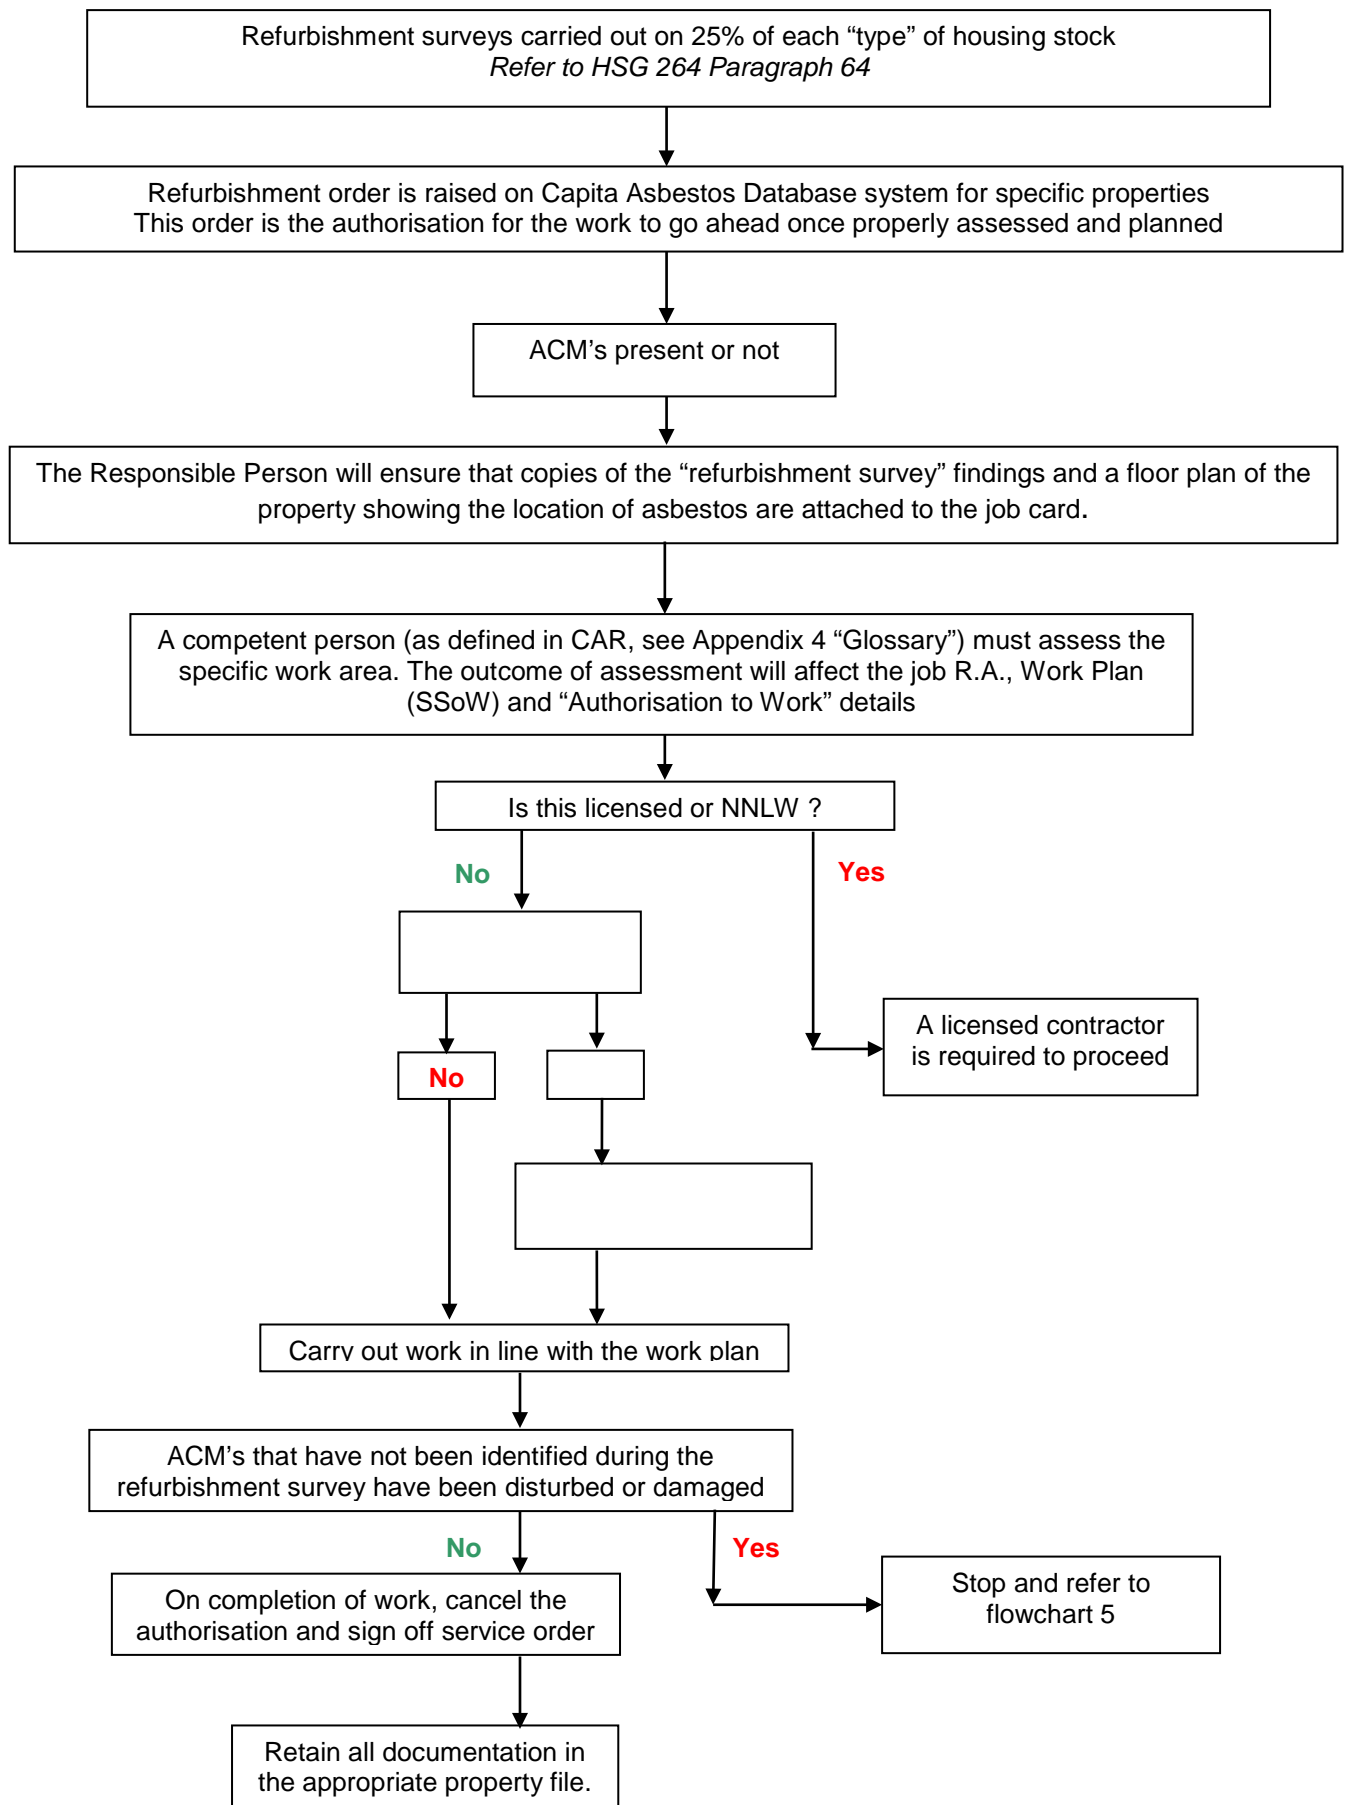 Refurbishment surveys carried out on 25% of each “type” of housing stock
Refer to HSG 264 Paragraph 64
Refurbishment order is raised on Capita Asbestos Database system for specific properties
This order is the authorisation for the work to go ahead once properly assessed and planned
ACM’s present or not
The Responsible Person will ensure that copies of the “refurbishment survey” findings and a floor plan of the
property showing the location of asbestos are attached to the job card.
A competent person (as defined in CAR, see Appendix 4 “Glossary”) must assess the
specific work area. The outcome of assessment will affect the job R.A., Work Plan
(SSoW) and “Authorisation to Work” details
Is this licensed or NNLW ?
No
Yes
A licensed contractor
is required to proceed
No
Carry out work in line with the work plan
ACM’s that have not been identified during the
refurbishment survey have been disturbed or damaged
No
Yes
On completion of work, cancel the
authorisation and sign off service order
Stop and refer to
flowchart 5
Retain all documentation in
the appropriate property file.